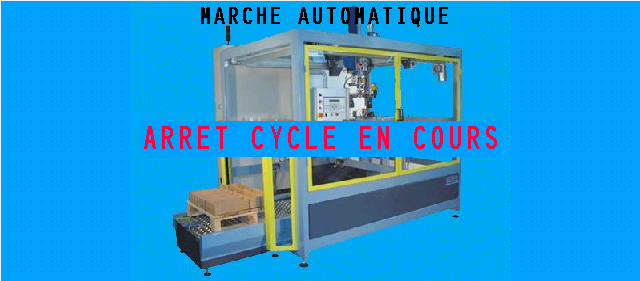 MARCHE AUTOMATIQUE
ARRET CYCLE EN COURS